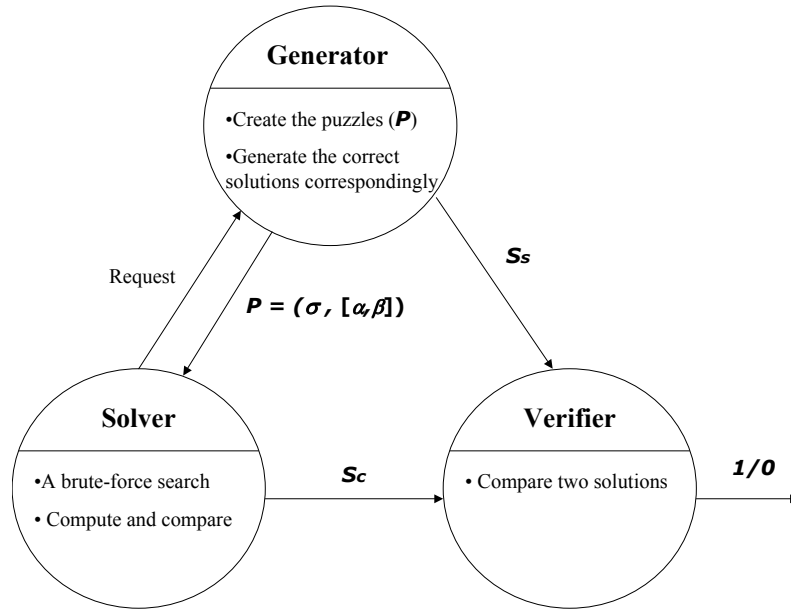 Generator
•Create the puzzles (P)
•Generate the correct
solutions correspondingly
Request
Ss
P = (σ, [α,β])
Solver
•A brute-force search
• Compute and compare
Sc
Verifier
• Compare two solutions
1/0